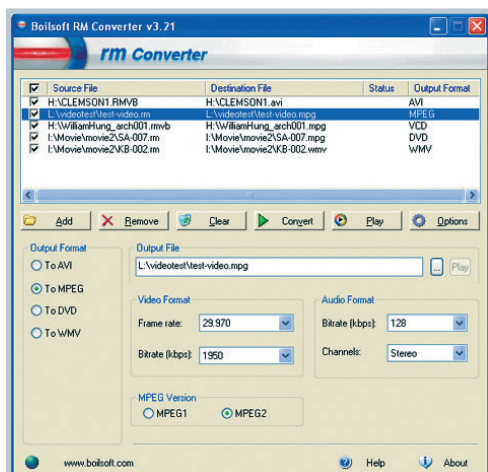 Boilsoft RM Converter v3.21
rm Converter
Source File Destination File Status Output Format
H:\CLEMSON1.RMVB H:\CLEMSON1.avi AVI
L:\videotest\test-video.rm L:\videotest\test-video.mpg MPEG
H:\WilliamHung_arch001.rmvb H:\WilliamHung_arch001.mpg VCD
I:\Movie\movie2\SA-007.rm I:\Movie\movie2\SA-007.mpg DVD
I:\Movie\movie2\KB-002.rm I:\Movie\movie2\KB-002.wmv WMV
Add Remove Clear Convert Play Options
Output Format
To AVI
To MPEG
To DVD
To WMV
Output File
L:\videotest\test-video.mpg ... Play
Video Format
Frame rate: 29.970
Bitrate (kbps): 1950
Audio Format
Bitrate (kbps): 128
Channels: Stereo
MPEG Version
MPEG1 MPEG2
www.boilsoft.com Help About